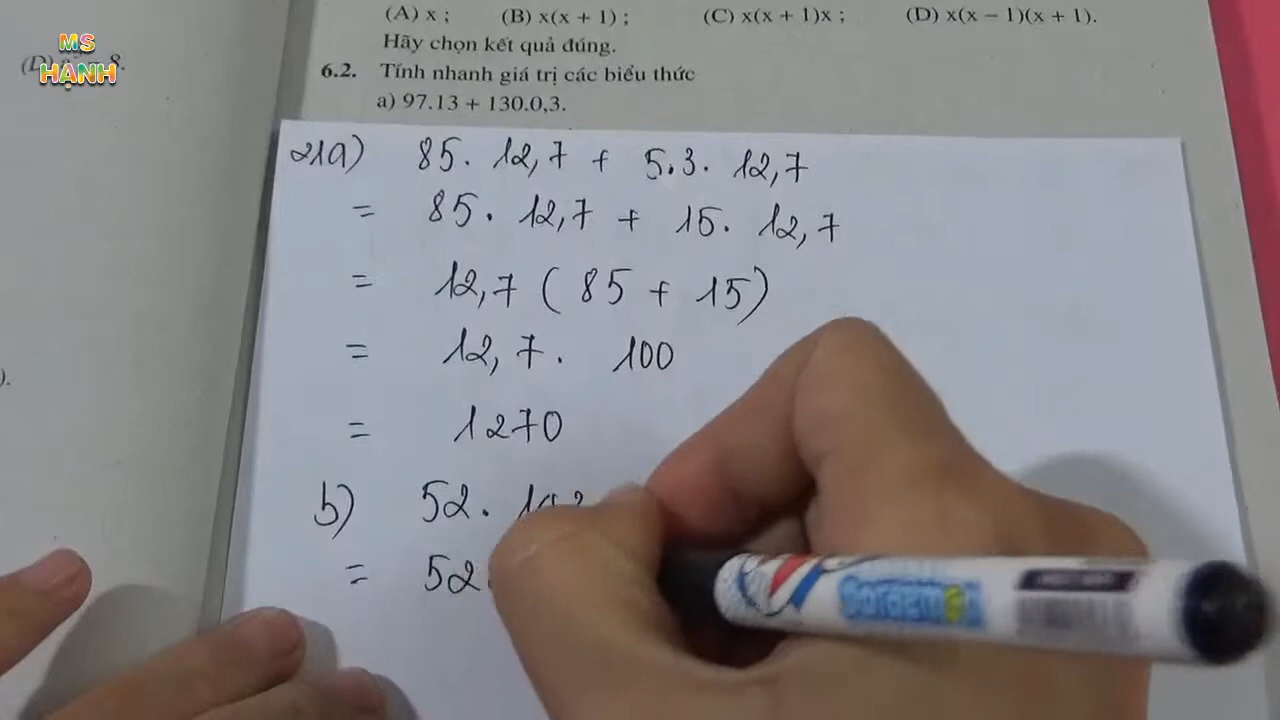 MS
HẠNH
(A) x ; (B) x(x + 1) ; (C) x(x + 1)x ; (D) x(x − 1)(x + 1).
Hãy chọn kết quả đúng.
6.2. Tính nhanh giá trị các biểu thức
a) 97.13 + 130.0,3.
21a) 85. 12,7 + 5.3. 12,7
= 85. 12,7 + 15. 12,7
= 12,7 ( 85 + 15)
= 12,7. 100
= 1270
b) 52.
= 52